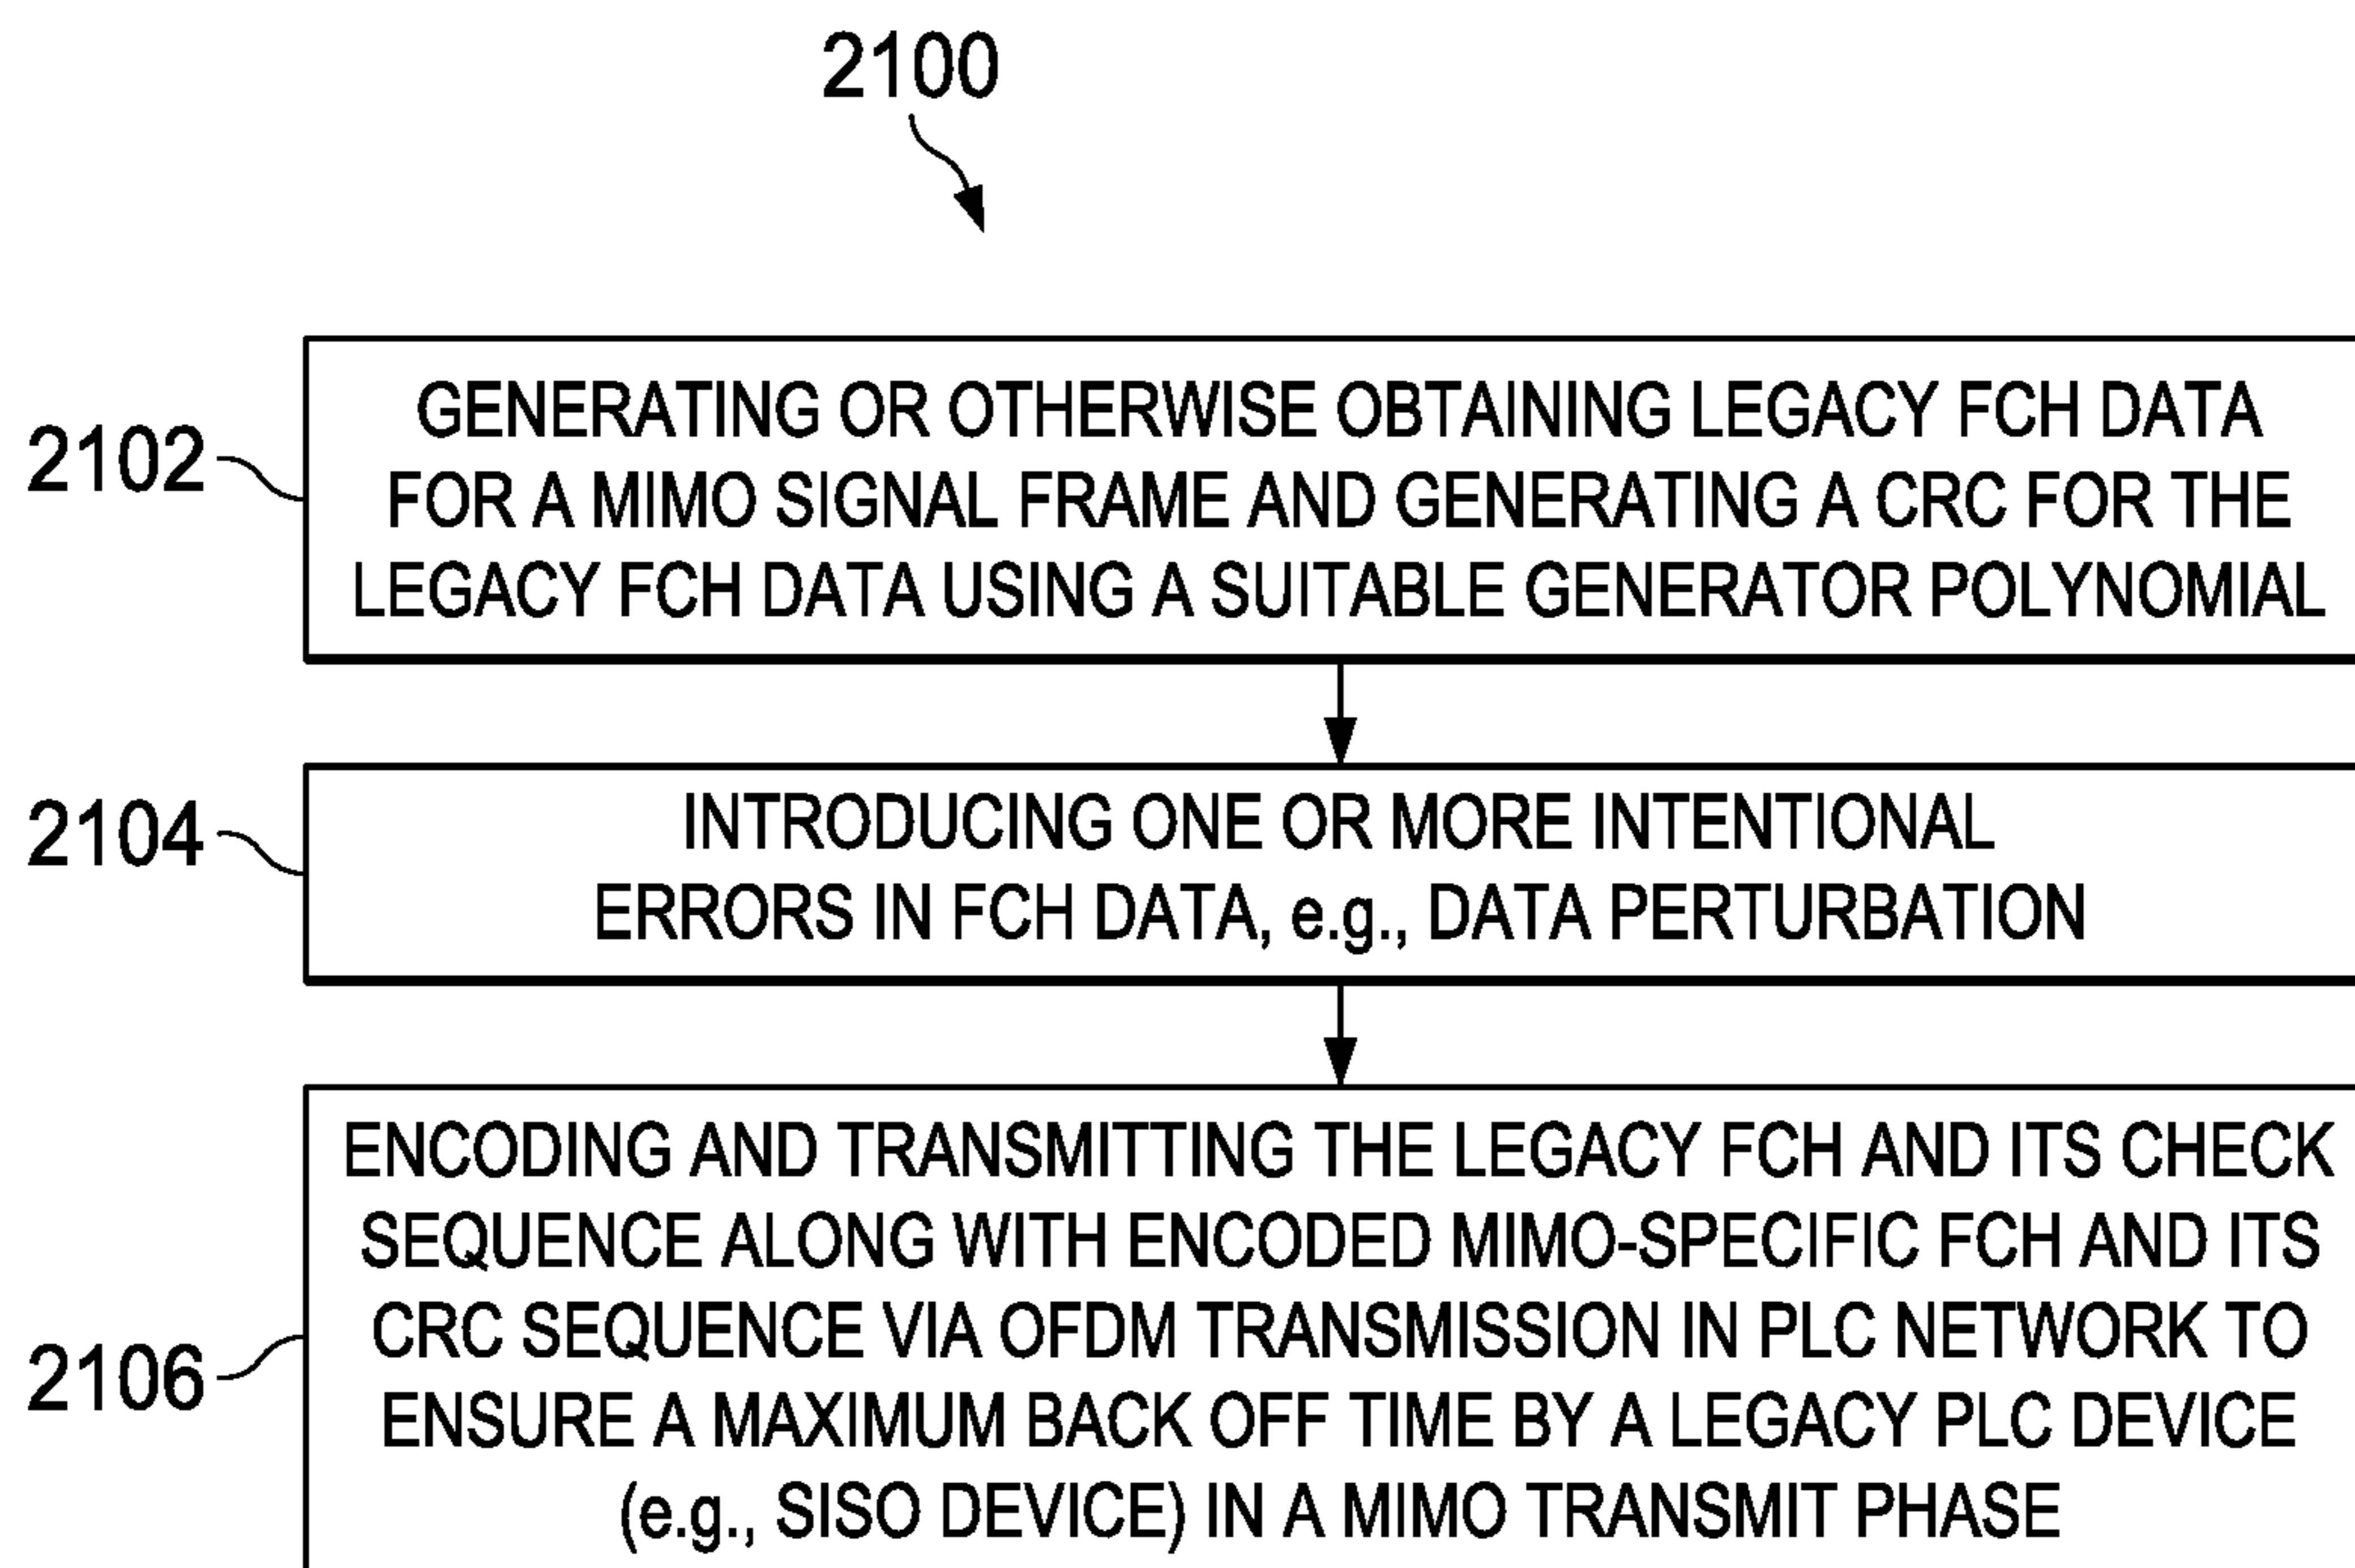 2100
2102
GENERATING OR OTHERWISE OBTAINING LEGACY FCH DATA
FOR A MIMO SIGNAL FRAME AND GENERATING A CRC FOR THE
LEGACY FCH DATA USING A SUITABLE GENERATOR POLYNOMIAL
2104
INTRODUCING ONE OR MORE INTENTIONAL
ERRORS IN FCH DATA, e.g., DATA PERTURBATION
2106
ENCODING AND TRANSMITTING THE LEGACY FCH AND ITS CHECK
SEQUENCE ALONG WITH ENCODED MIMO-SPECIFIC FCH AND ITS
CRC SEQUENCE VIA OFDM TRANSMISSION IN PLC NETWORK TO
ENSURE A MAXIMUM BACK OFF TIME BY A LEGACY PLC DEVICE
(e.g., SISO DEVICE) IN A MIMO TRANSMIT PHASE